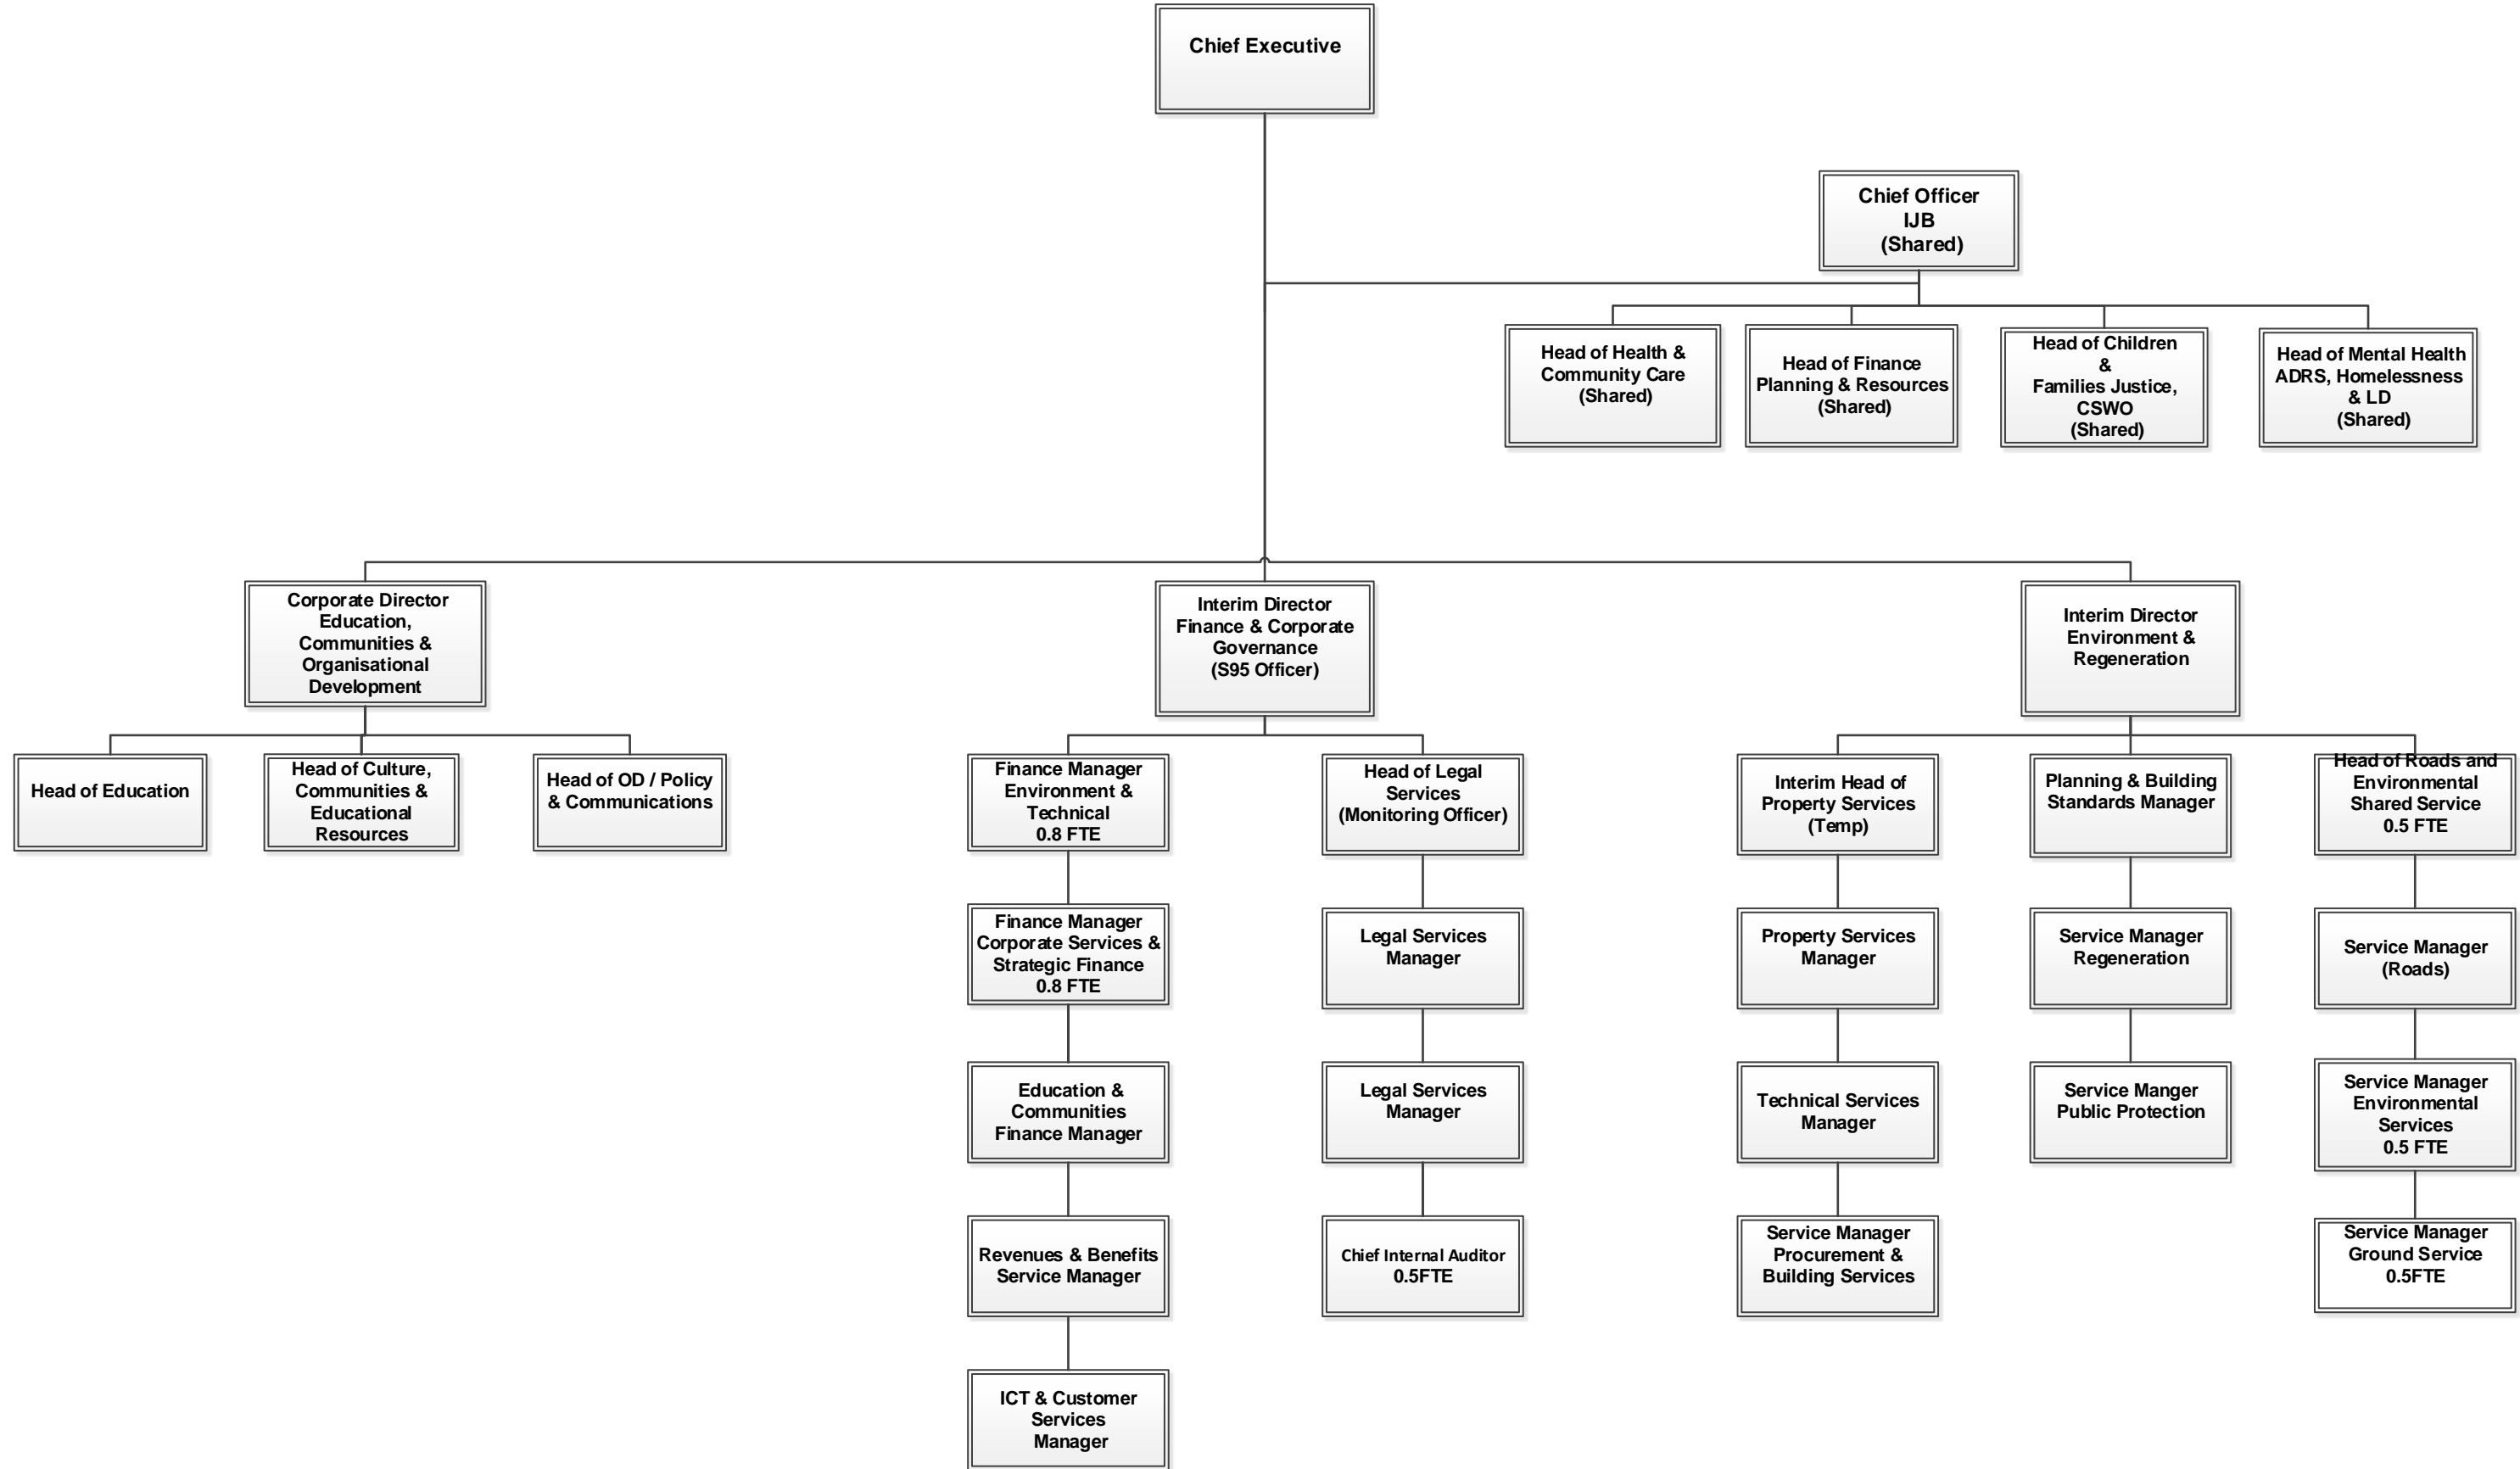 Chief Executive
Chief Officer
IJB
(Shared)
Head of Health &
Community Care
(Shared)
Head of Finance
Planning & Resources
(Shared)
Head of Children
&
Families Justice,
CSWO
(Shared)
Head of Mental Health
ADRS, Homelessness
& LD
(Shared)
Corporate Director
Education,
Communities &
Organisational
Development
Interim Director
Finance & Corporate
Governance
(S95 Officer)
Interim Director
Environment &
Regeneration
Head of Education
Head of Culture,
Communities &
Educational
Resources
Head of OD / Policy
& Communications
Finance Manager
Environment &
Technical
0.8 FTE
Head of Legal
Services
(Monitoring Officer)
Interim Head of
Property Services
(Temp)
Planning & Building
Standards Manager
Head of Roads and
Environmental
Shared Service
0.5 FTE
Finance Manager
Corporate Services &
Strategic Finance
0.8 FTE
Legal Services
Manager
Property Services
Manager
Service Manager
Regeneration
Service Manager
(Roads)
Education &
Communities
Finance Manager
Legal Services
Manager
Technical Services
Manager
Service Manger
Public Protection
Service Manager
Environmental
Services
0.5 FTE
Revenues & Benefits
Service Manager
Chief Internal Auditor
0.5FTE
Service Manager
Procurement &
Building Services
Service Manager
Ground Service
0.5FTE
ICT & Customer
Services
Manager